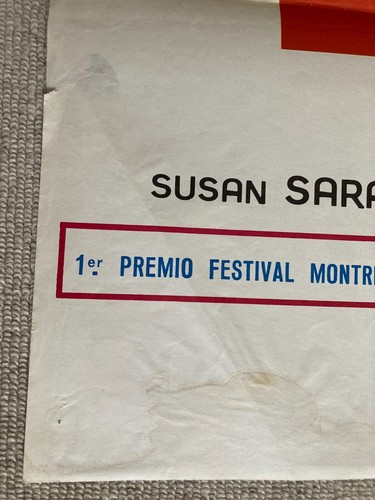 SUSAN SARA
1er PREMIO FESTIVAL MONTR